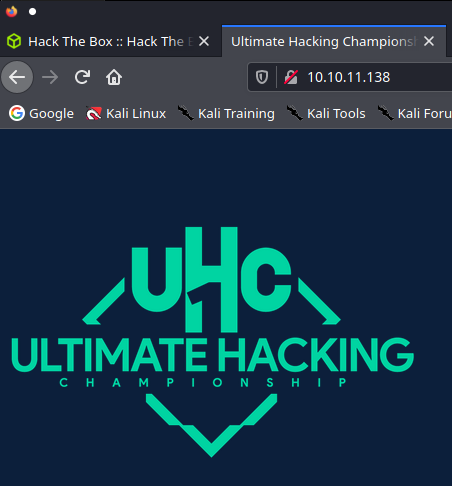 Hack The Box :: Hack The
Ultimate Hacking Champions
10.10.11.138
Google
Kali Linux
Kali Training
Kali Tools
Kali Foru
UHC
ULTIMATE HACKING
CHAMPIONSHIP